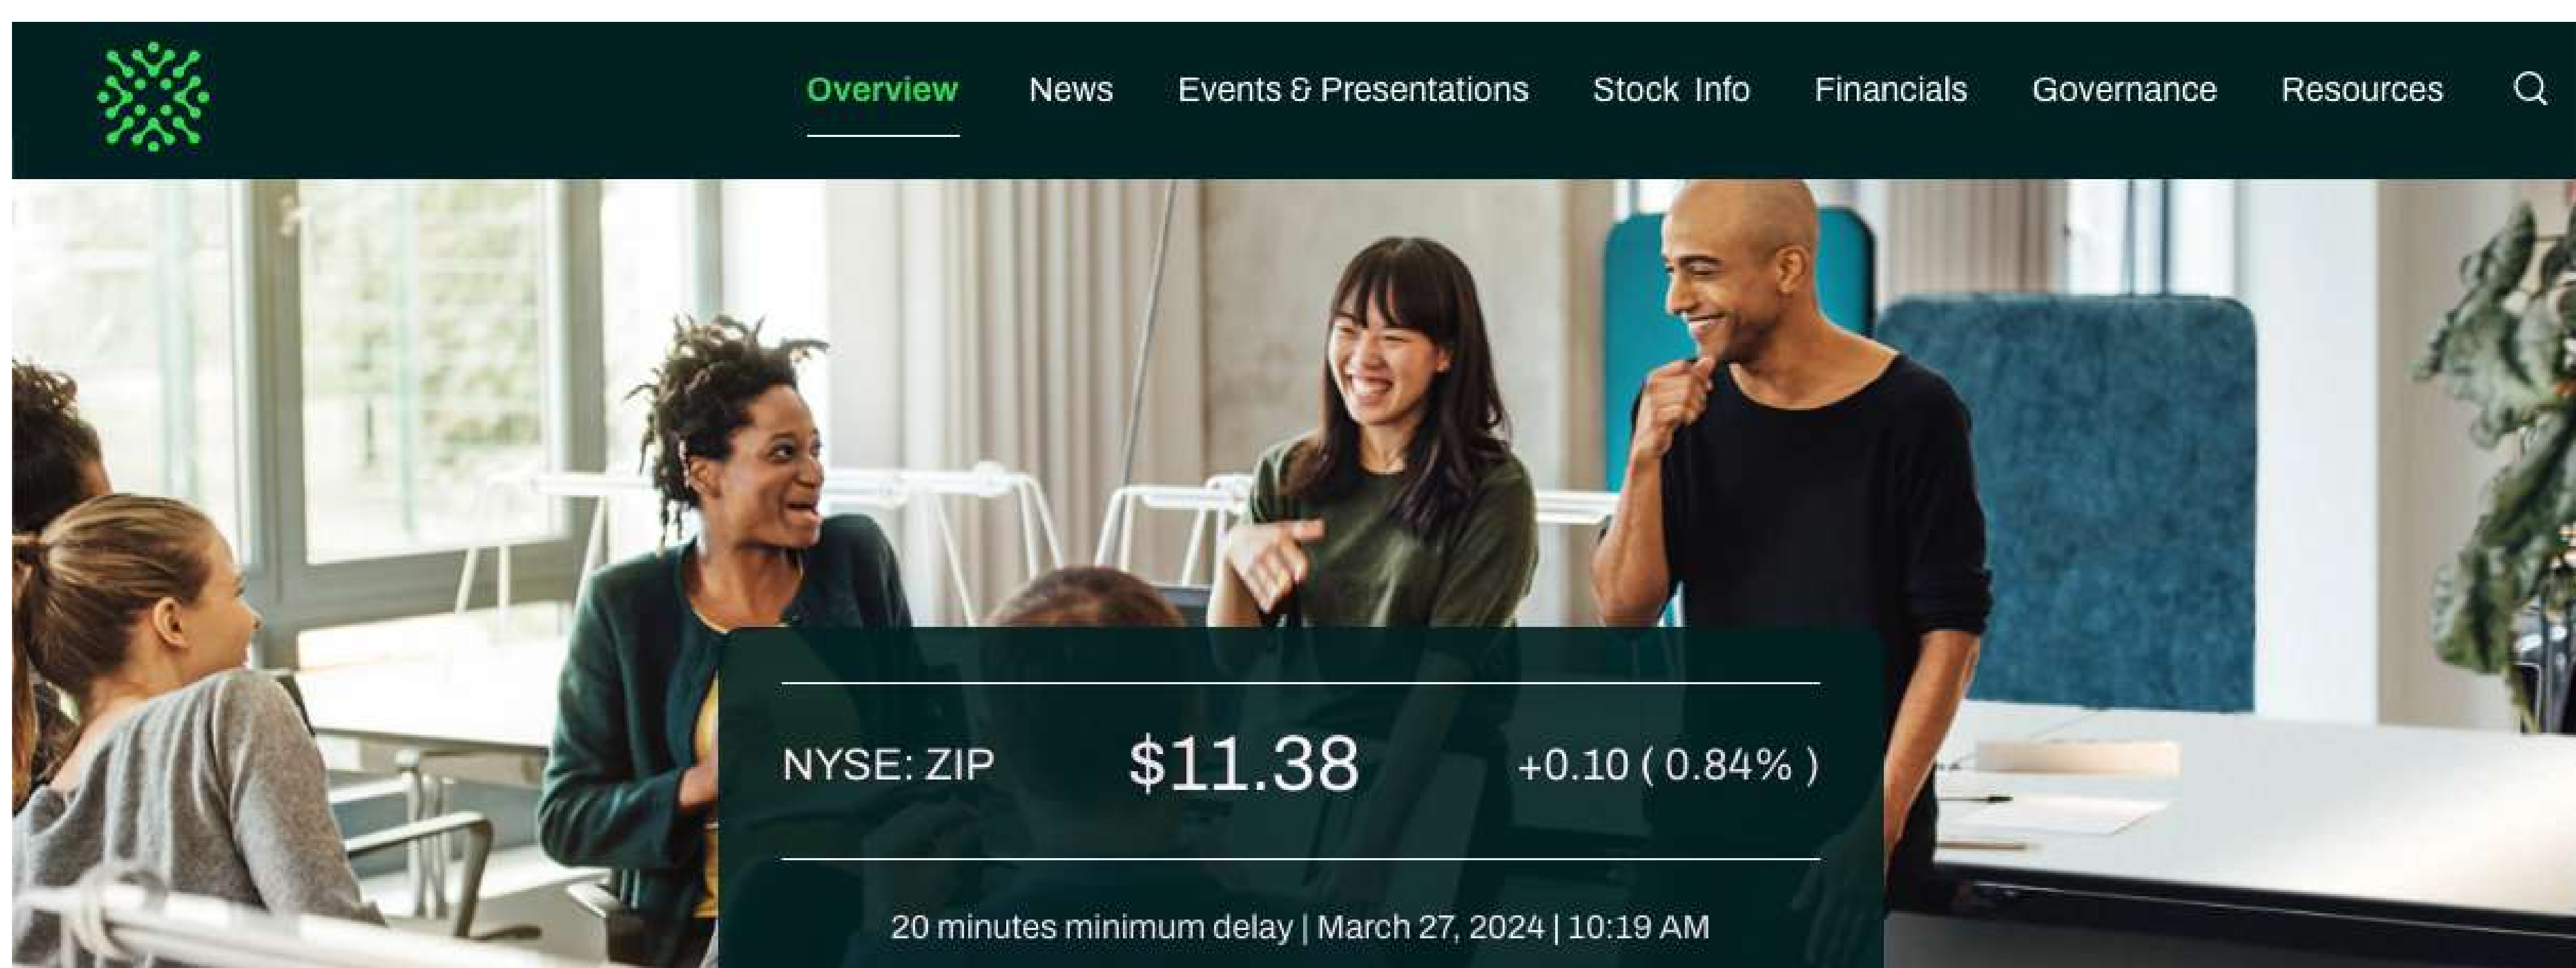 Overview News Events & Presentations Stock Info Financials Governance Resources
NYSE: ZIP $11.38 +0.10 ( 0.84% )
20 minutes minimum delay | March 27, 2024 | 10:19 AM